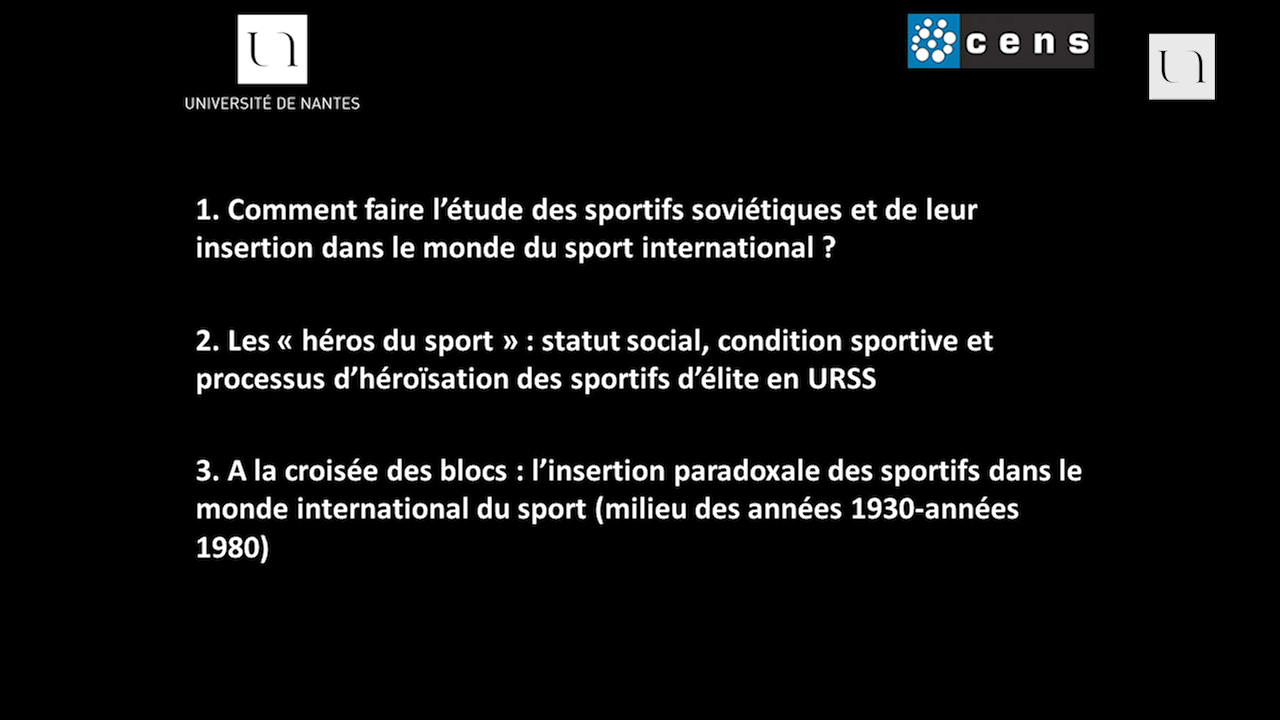 UNIVERSITÉ DE NANTES
cens
1. Comment faire l’étude des sportifs soviétiques et de leur
insertion dans le monde du sport international ?
2. Les « héros du sport » : statut social, condition sportive et
processus d’héroïsation des sportifs d’élite en URSS
3. A la croisée des blocs : l’insertion paradoxale des sportifs dans le
monde international du sport (milieu des années 1930-années
1980)